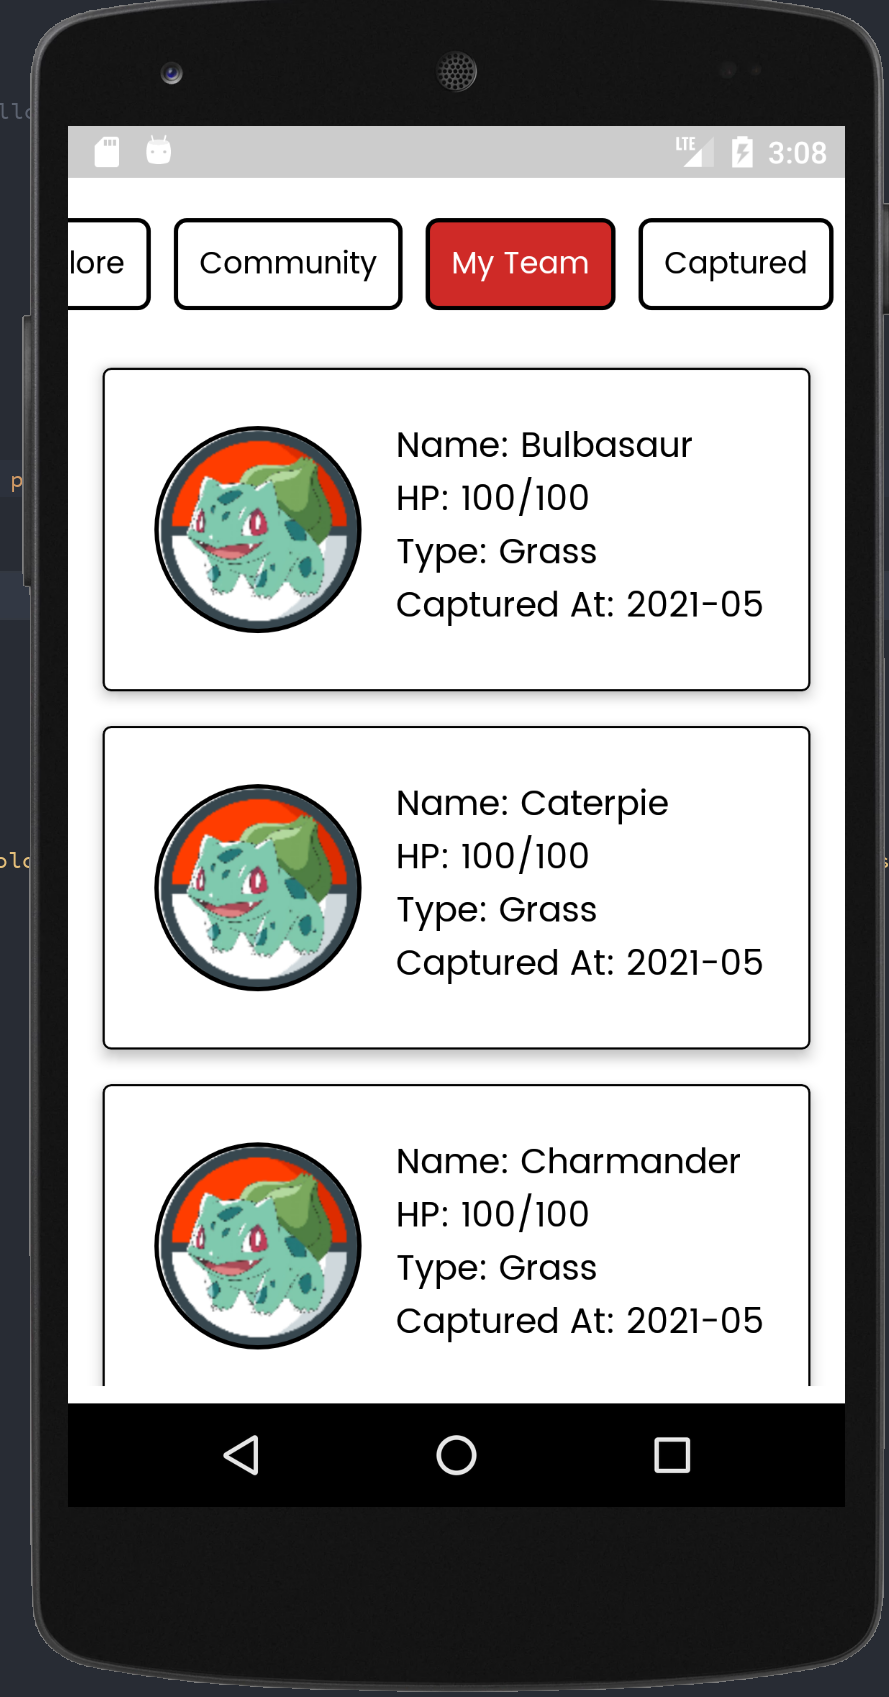 LTE 3:08
lore Community My Team Captured
Name: Bulbasaur
HP: 100/100
Type: Grass
Captured At: 2021-05
Name: Caterpie
HP: 100/100
Type: Grass
Captured At: 2021-05
Name: Charmander
HP: 100/100
Type: Grass
Captured At: 2021-05